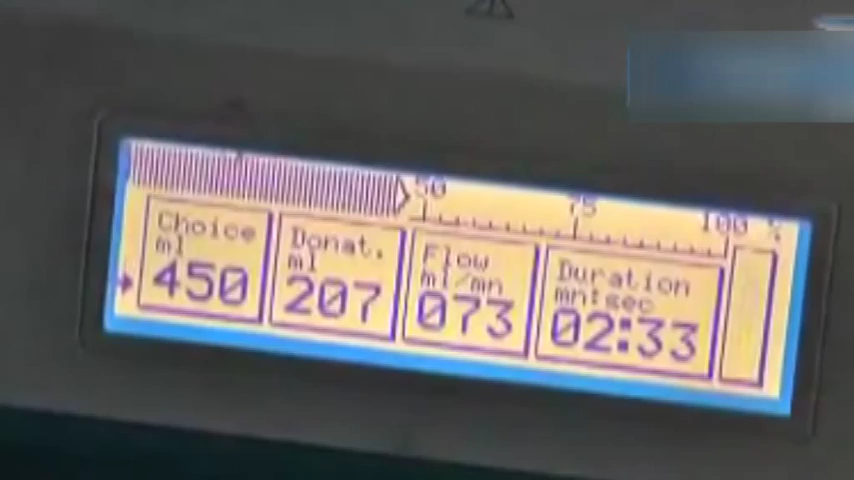 50 75 100 %
Choice
ml
450
Donat.
ml
207
Flow
ml/mn
073
Duration
mn:sec
02:33